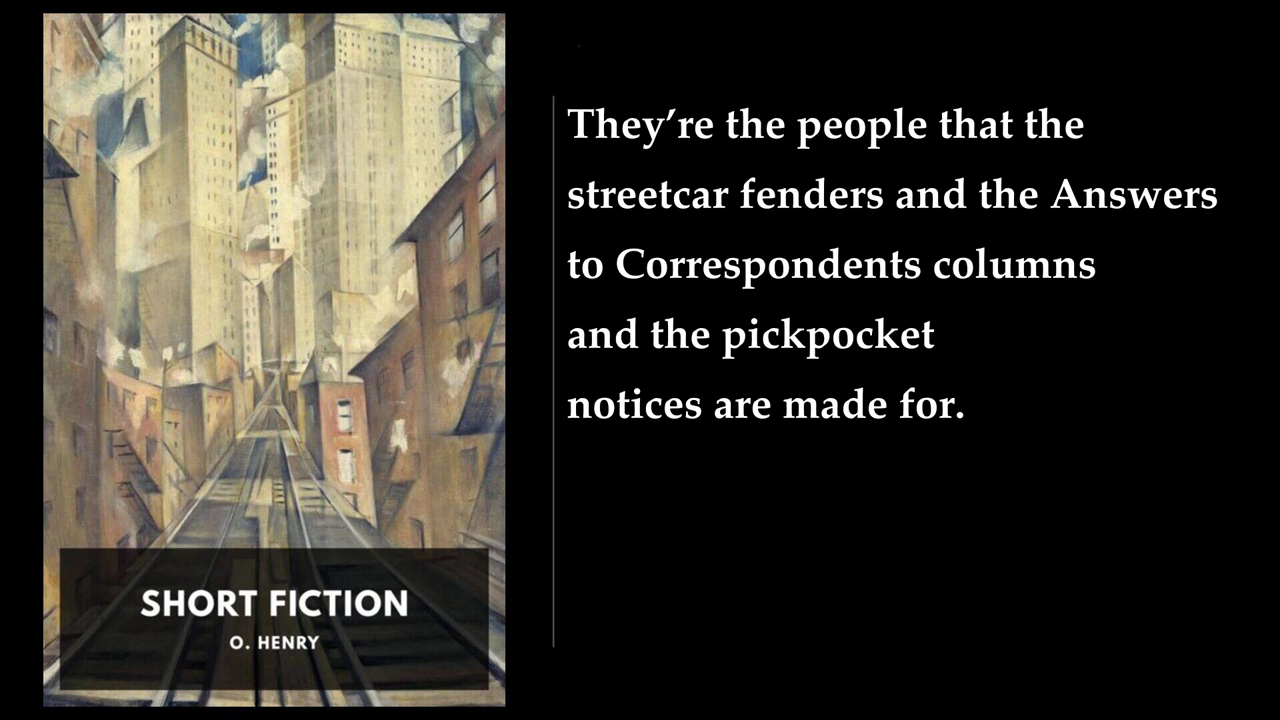 They’re the people that the
streetcar fenders and the Answers
to Correspondents columns
and the pickpocket
notices are made for.
SHORT FICTION
O. HENRY